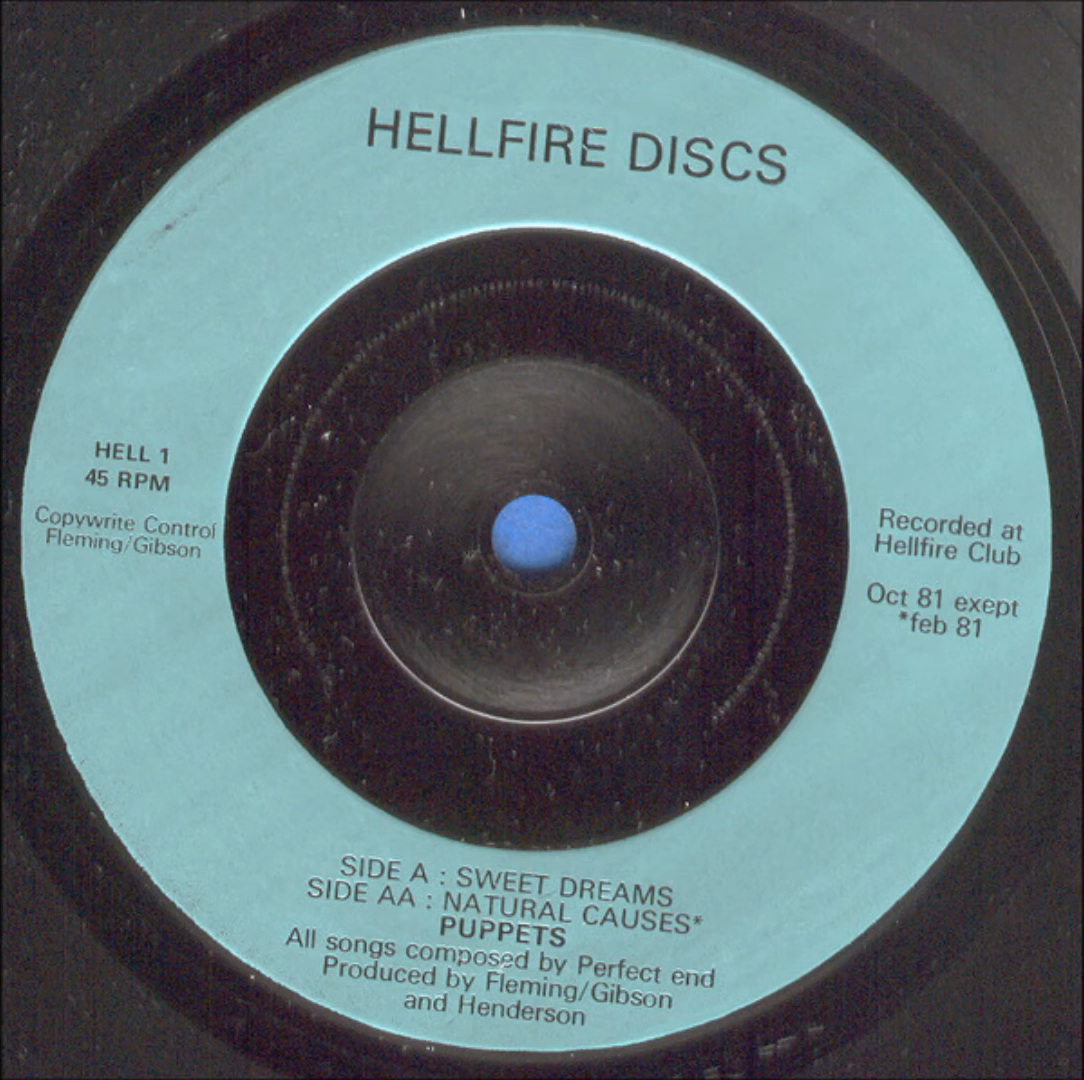 HELLFIRE DISCS
HELL 1
45 RPM
Copywrite Control
Fleming/Gibson
Recorded at
Hellfire Club
Oct 81 exept
*feb 81
SIDE A : SWEET DREAMS
SIDE AA : NATURAL CAUSES*
PUPPETS
All songs composed by Perfect end
Produced by Fleming/Gibson
and Henderson